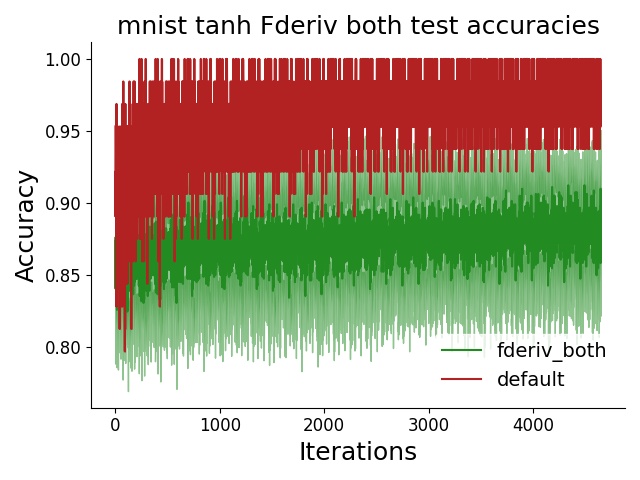 mnist tanh Fderiv both test accuracies
1.00
0.95
0.90
0.85
0.80
Accuracy
fderiv_both
default
0 1000 2000 3000 4000
Iterations